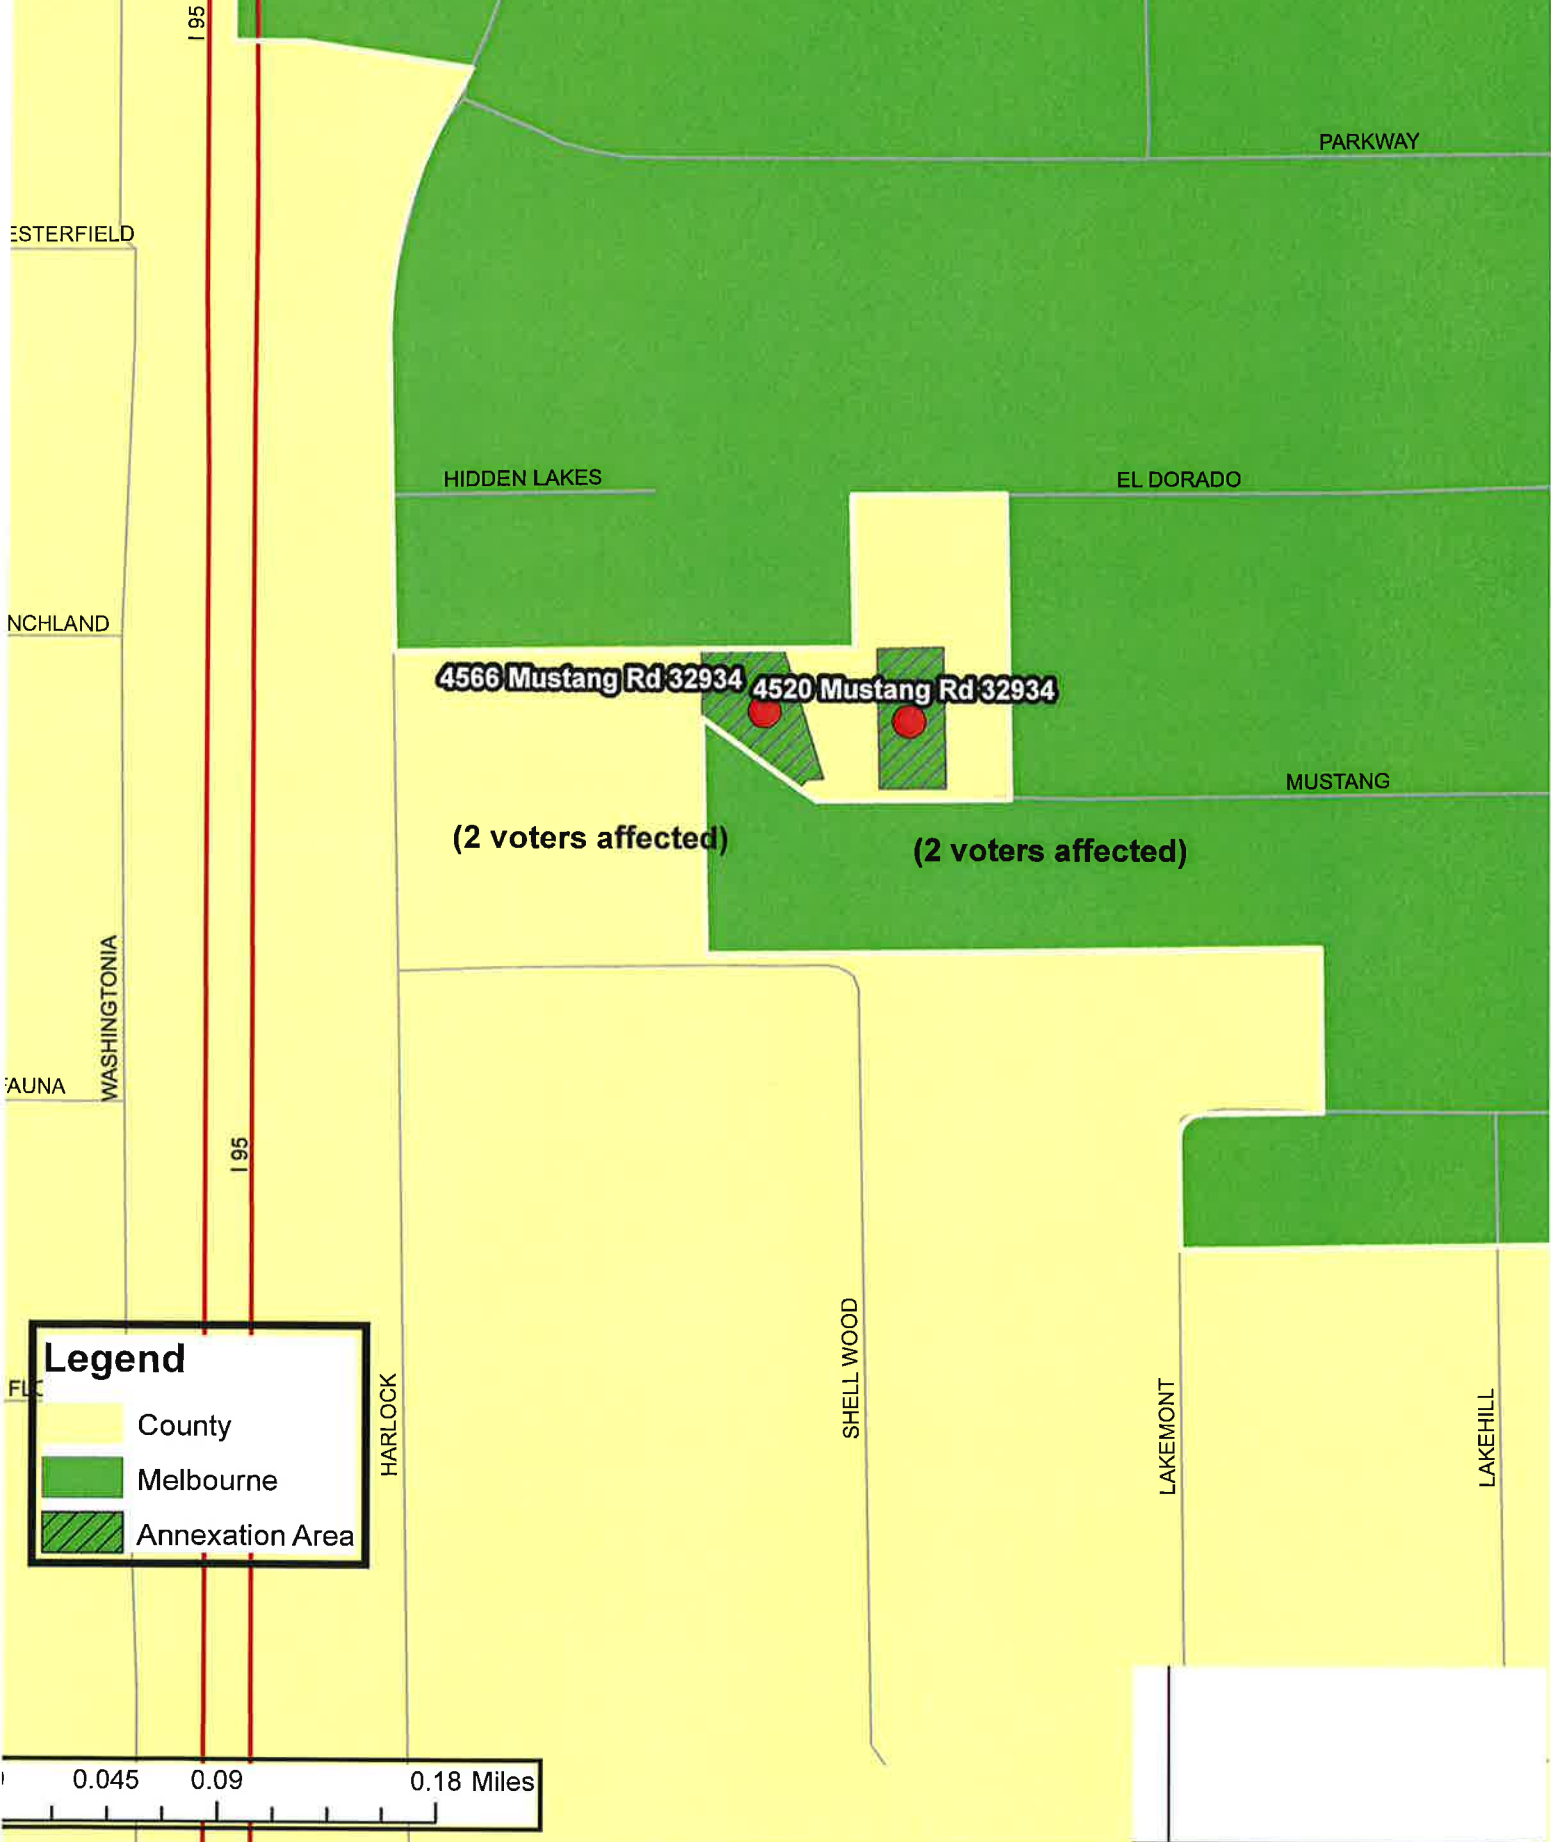 I 95
PARKWAY
ESTERFIELD
HIDDEN LAKES
EL DORADO
NCHLAND
4566 Mustang Rd 32934
4520 Mustang Rd 32934
MUSTANG
(2 voters affected)
(2 voters affected)
WASHINGTONIA
FAUNA
I 95
SHELL WOOD
Legend
FLO
County
Melbourne
Annexation Area
HARLOCK
LAKEMONT
LAKEHILL
0.045
0.09
0.18 Miles